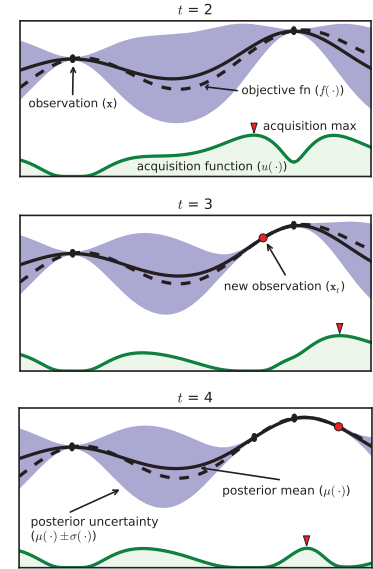 t = 2
observation (x)
objective fn (f(·))
acquisition max
acquisition function (u(·))
t = 3
new observation (xₜ)
t = 4
posterior mean (μ(·))
posterior uncertainty
(μ(·) ±σ(·))